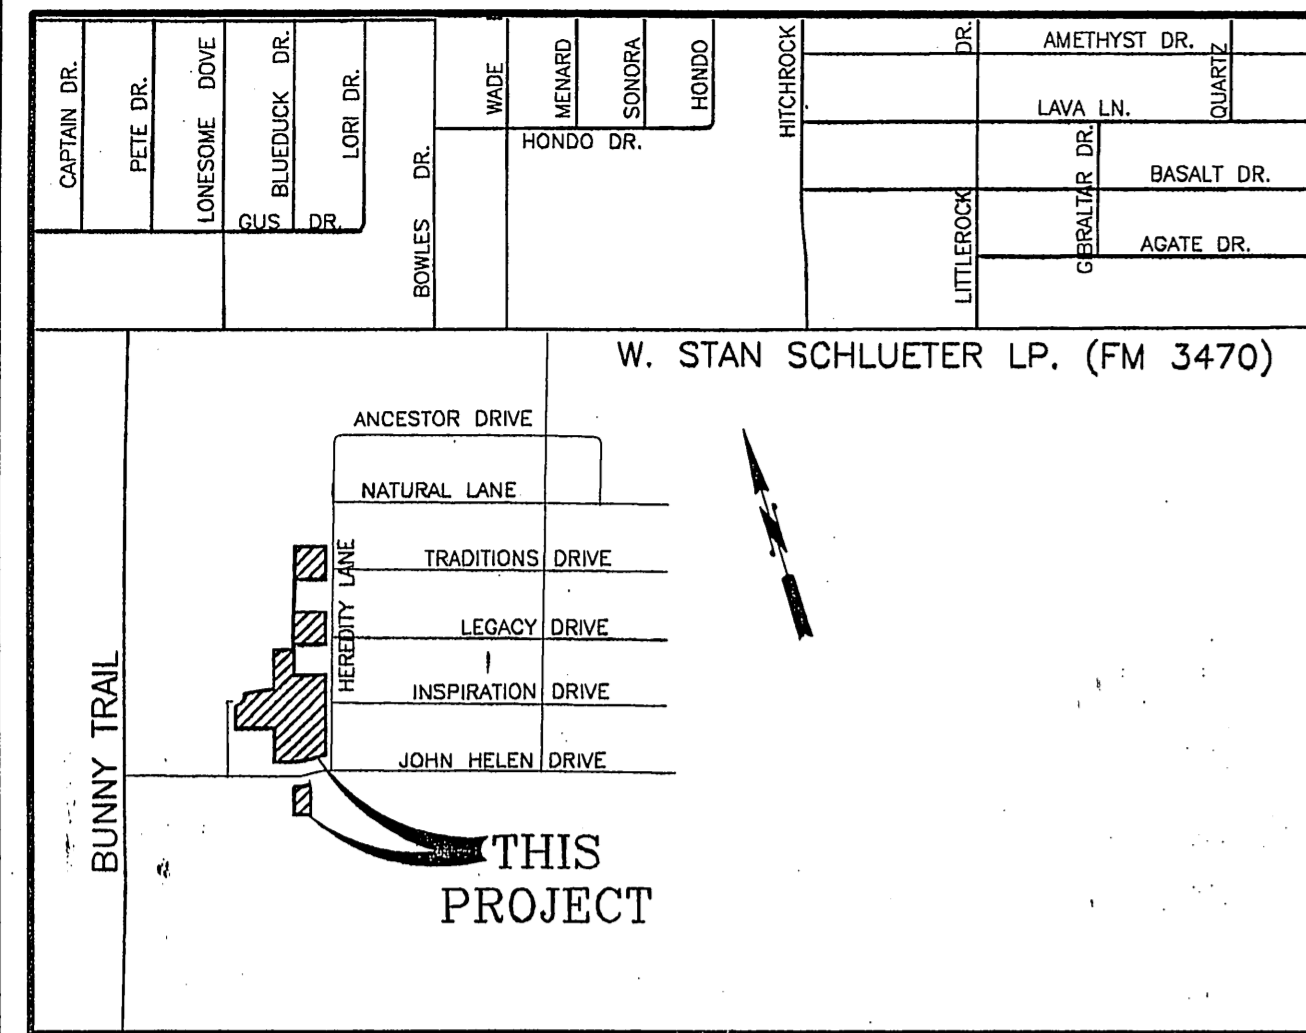 CAPTAIN DR.
PETE DR.
LONESOME DOVE
BLUEDUCK DR.
LORI DR.
GUS DR.
BOWLES DR.
WADE
MENARD
SONORA
HONDO
HONDO DR.
HITCHROCK
LITTLEROCK DR.
AMETHYST DR.
QUARTZ
LAVA LN.
GIBRALTAR DR.
BASALT DR.
AGATE DR.
W. STAN SCHLUETER LP. (FM 3470)
ANCESTOR DRIVE
NATURAL LANE
TRADITIONS DRIVE
HEREDITY LANE
LEGACY DRIVE
INSPIRATION DRIVE
JOHN HELEN DRIVE
BUNNY TRAIL
THIS
PROJECT